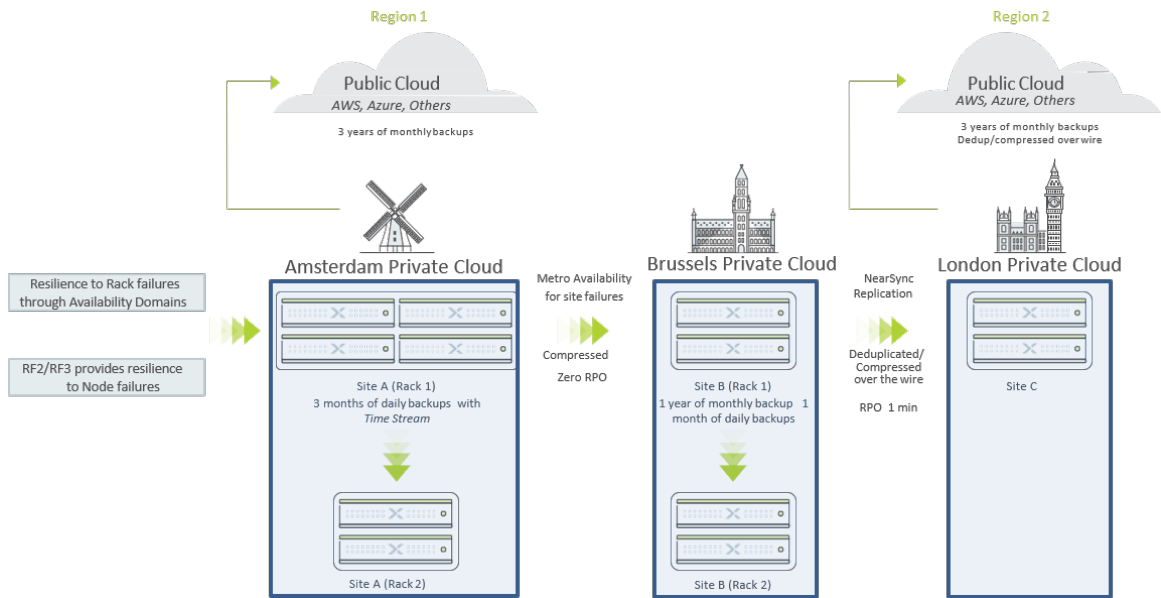 Region 1
Region 2
Public Cloud
AWS, Azure, Others
3 years of monthly backups
Public Cloud
AWS, Azure, Others
3 years of monthly backups
Dedup/compressed over wire
Resilience to Rack failures
through Availability Domains
RF2/RF3 provides resilience
to Node failures
Amsterdam Private Cloud
Site A (Rack 1)
3 months of daily backups with
Time Stream
Site A (Rack 2)
Metro Availability
for site failures
Compressed
Zero RPO
Brussels Private Cloud
Site B (Rack 1)
1 year of monthly backup 1
month of daily backups
Site B (Rack 2)
NearSync
Replication
Deduplicated/
Compressed
over the wire
RPO 1 min
London Private Cloud
Site C